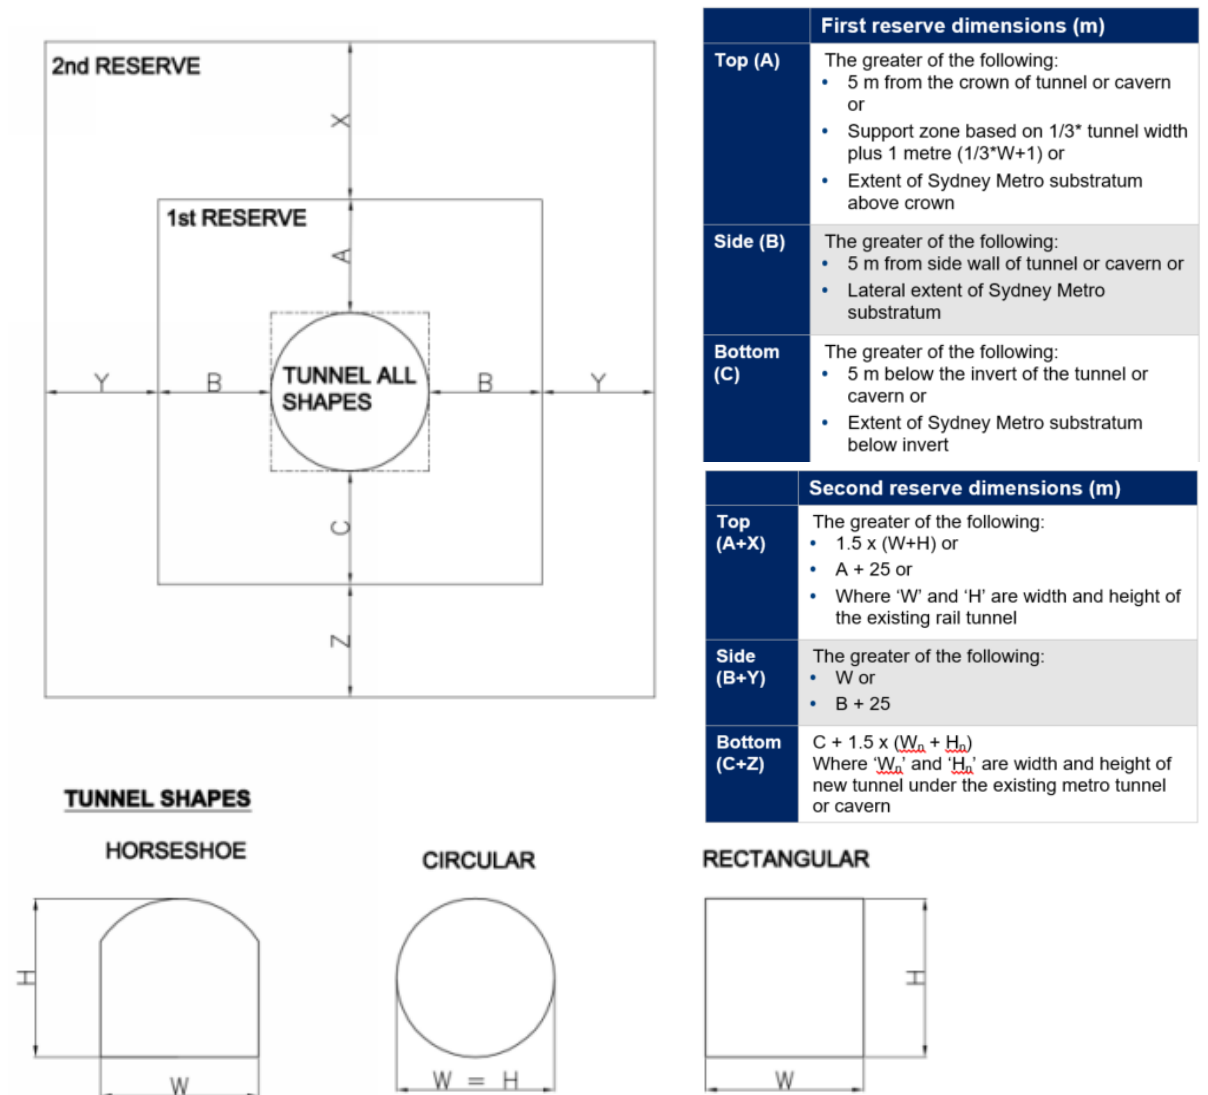 2nd RESERVE
X
1st RESERVE
A
TUNNEL ALL
SHAPES
Y
B
B
Y
C
Z
First reserve dimensions (m)
Top (A)
The greater of the following:
• 5 m from the crown of tunnel or cavern
or
• Support zone based on 1/3* tunnel width
plus 1 metre (1/3*W+1) or
• Extent of Sydney Metro substratum
above crown
Side (B)
The greater of the following:
• 5 m from side wall of tunnel or cavern or
• Lateral extent of Sydney Metro
substratum
Bottom
(C)
The greater of the following:
• 5 m below the invert of the tunnel or
cavern or
• Extent of Sydney Metro substratum
below invert
Second reserve dimensions (m)
Top
(A+X)
The greater of the following:
• 1.5 x (W+H) or
• A + 25 or
• Where ‘W’ and ‘H’ are width and height of
the existing rail tunnel
Side
(B+Y)
The greater of the following:
• W or
• B + 25
Bottom
(C+Z)
C + 1.5 x (Wn + Hn)
Where ‘Wn’ and ‘Hn’ are width and height of
new tunnel under the existing metro tunnel
or cavern
TUNNEL SHAPES
HORSESHOE
H
W
CIRCULAR
W = H
RECTANGULAR
H
W